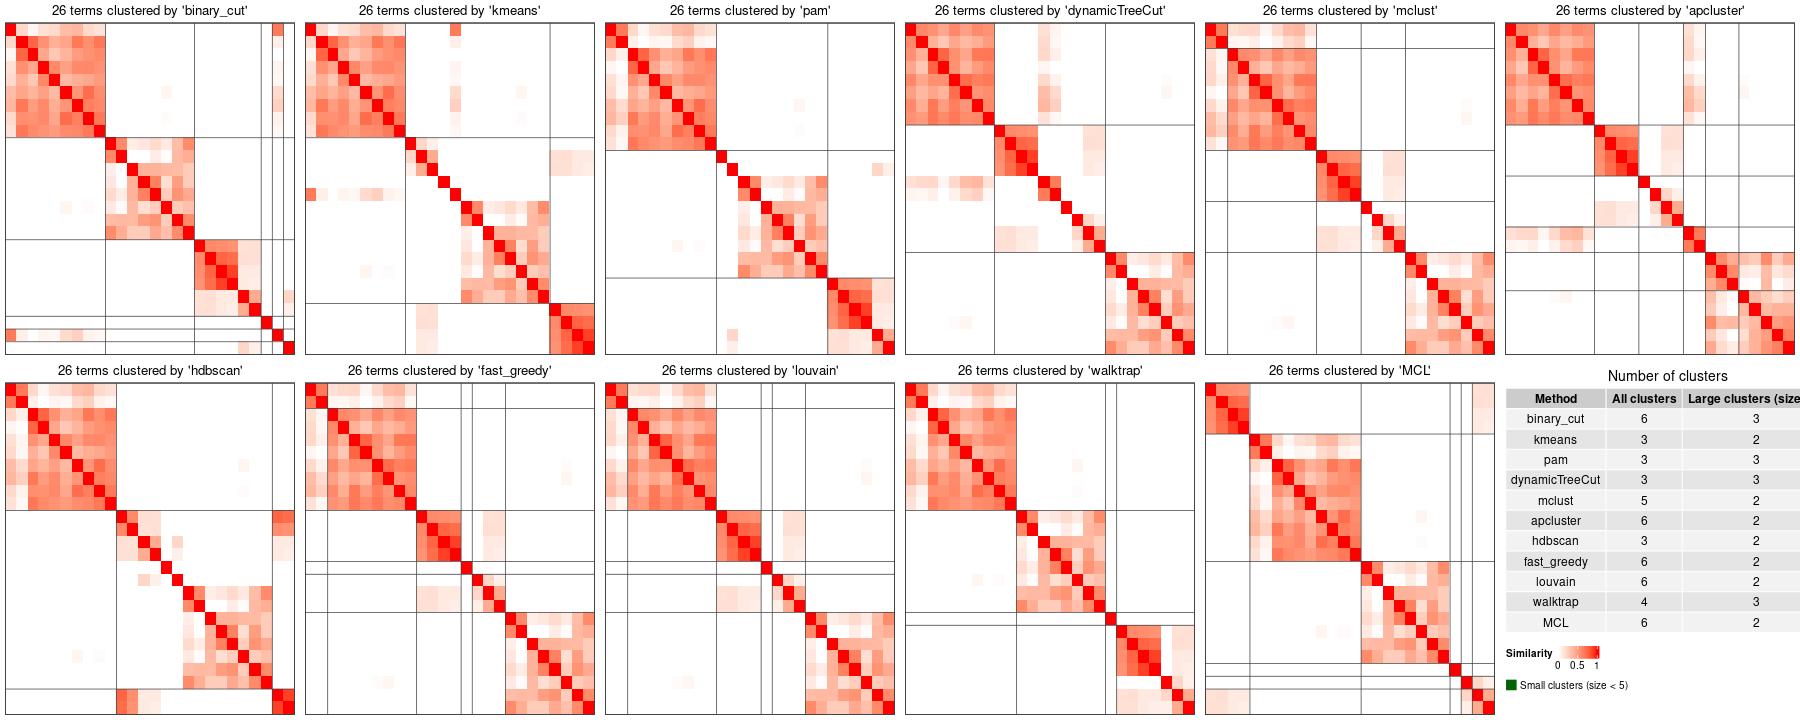 26 terms clustered by 'binary_cut'
26 terms clustered by 'kmeans'
26 terms clustered by 'pam'
26 terms clustered by 'dynamicTreeCut'
26 terms clustered by 'mclust'
26 terms clustered by 'apcluster'
26 terms clustered by 'hdbscan'
26 terms clustered by 'fast_greedy'
26 terms clustered by 'louvain'
26 terms clustered by 'walktrap'
26 terms clustered by 'MCL'
Number of clusters
Method All clusters Large clusters (size
binary_cut 6 3
kmeans 3 2
pam 3 3
dynamicTreeCut 3 3
mclust 5 2
apcluster 6 2
hdbscan 3 2
fast_greedy 6 2
louvain 6 2
walktrap 4 3
MCL 6 2
Similarity
0 0.5 1
Small clusters (size < 5)